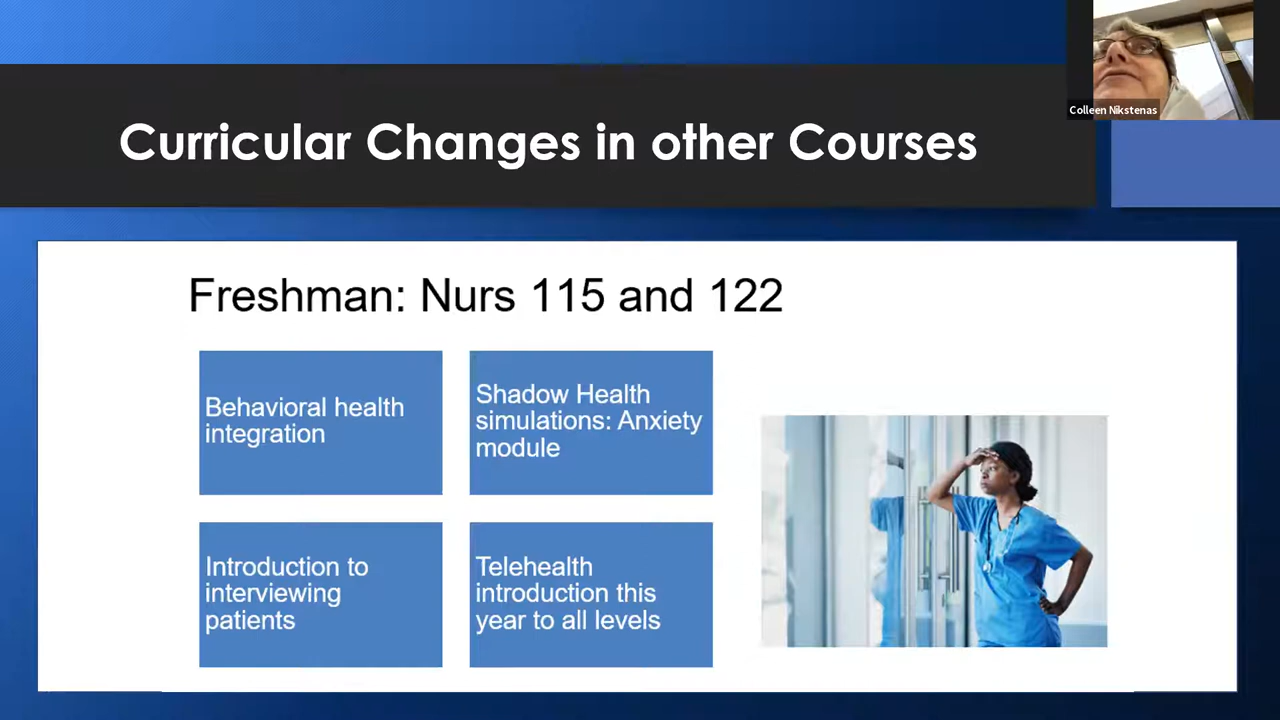 Colleen Nikstenas
Curricular Changes in other Courses
Freshman: Nurs 115 and 122
Behavioral health
integration
Shadow Health
simulations: Anxiety
module
Introduction to
interviewing
patients
Telehealth
introduction this
year to all levels